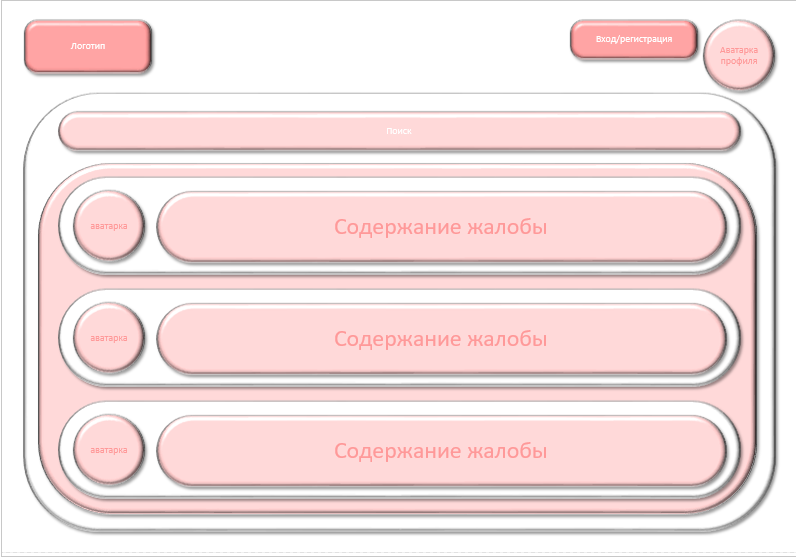 Логотип
Вход/регистрация
Аватарка
профиля
Поиск
аватарка
Содержание жалобы
аватарка
Содержание жалобы
аватарка
Содержание жалобы